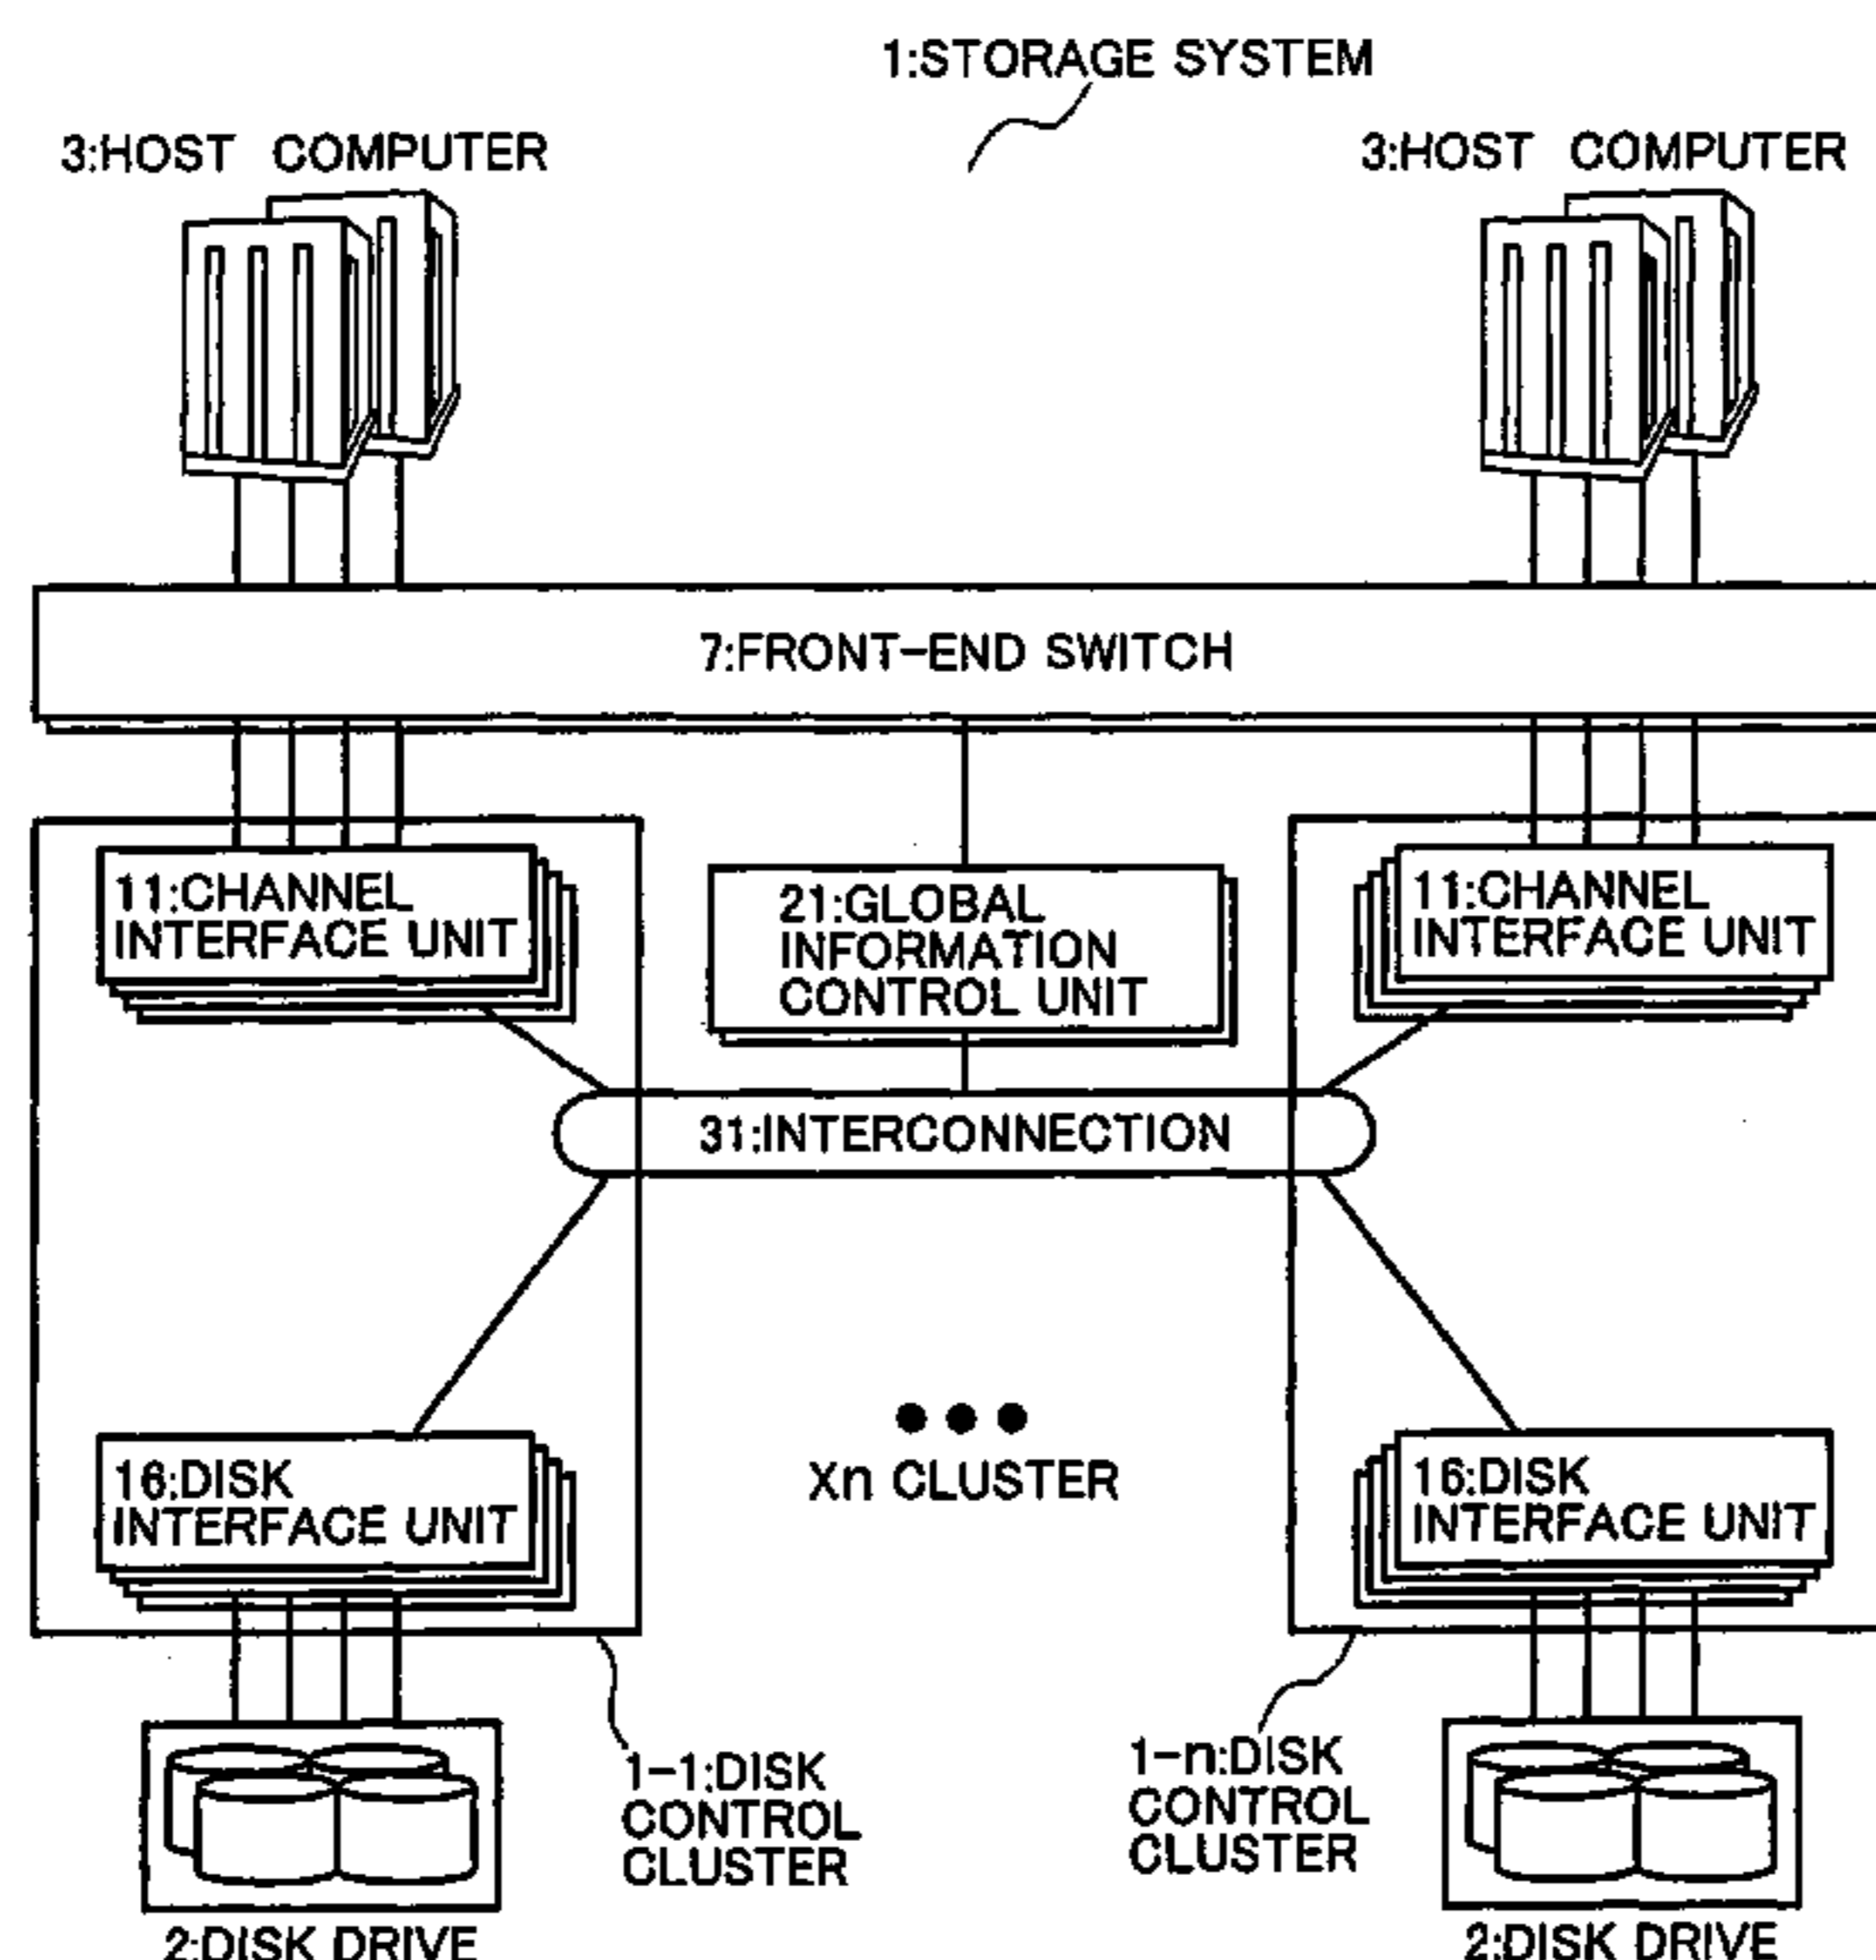 1:STORAGE SYSTEM
3:HOST COMPUTER
3:HOST COMPUTER
7:FRONT-END SWITCH
11:CHANNEL
INTERFACE UNIT
21:GLOBAL
INFORMATION
CONTROL UNIT
11:CHANNEL
INTERFACE UNIT
31:INTERCONNECTION
16:DISK
INTERFACE UNIT
Xn CLUSTER
16:DISK
INTERFACE UNIT
1-1:DISK
CONTROL
CLUSTER
1-n:DISK
CONTROL
CLUSTER
2:DISK DRIVE
2:DISK DRIVE